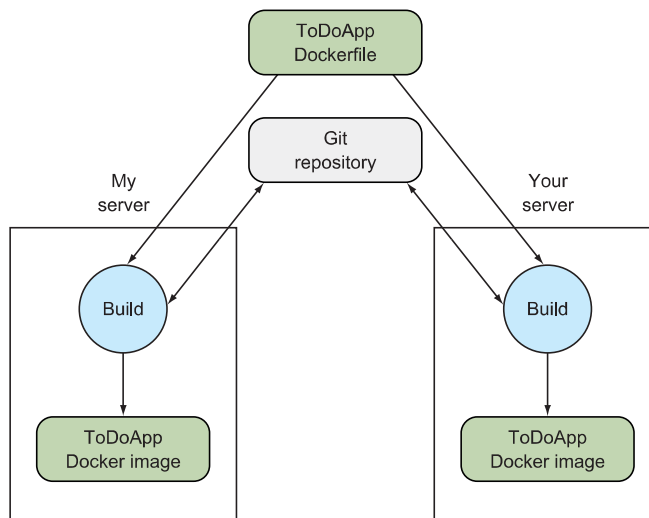 ToDoApp
Dockerfile
Git
repository
My
server
Your
server
Build
Build
ToDoApp
Docker image
ToDoApp
Docker image